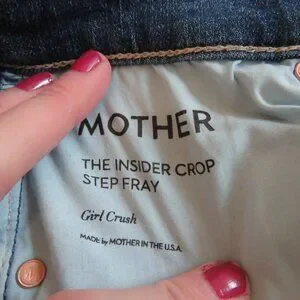 MOTHER
THE INSIDER CROP
STEP FRAY
Girl Crush
MADE by MOTHER IN THE U.S.A.